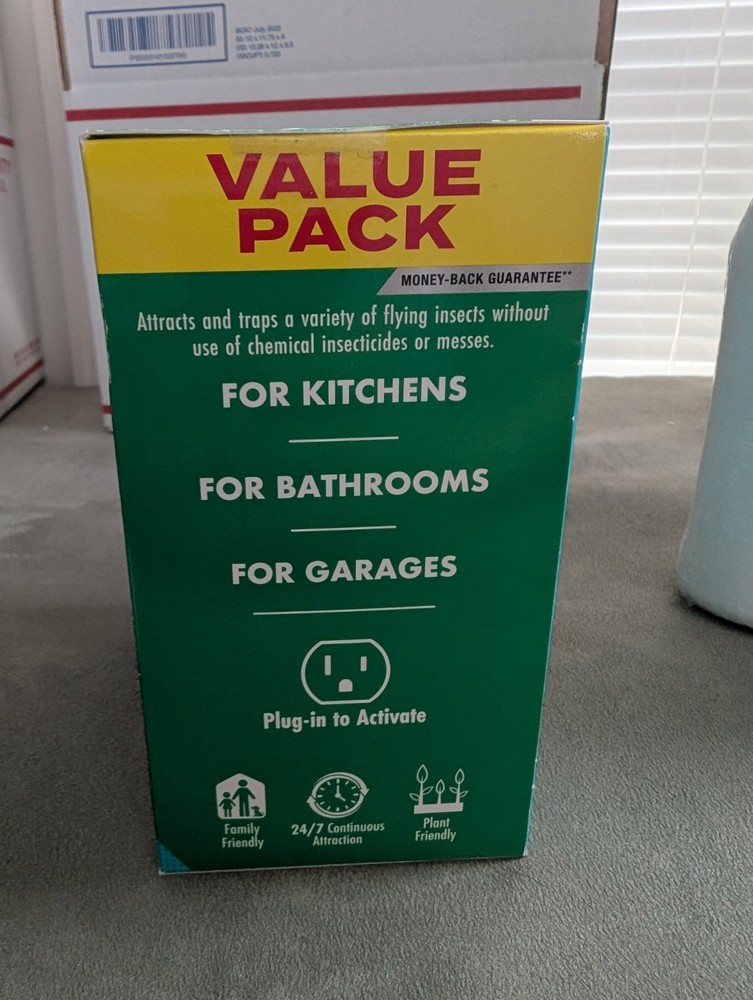 VALUE
PACK
MONEY-BACK GUARANTEE**
Attracts and traps a variety of flying insects without
use of chemical insecticides or messes.
FOR KITCHENS
FOR BATHROOMS
FOR GARAGES
Plug-in to Activate
Family
Friendly
24/7 Continuous
Attraction
Plant
Friendly